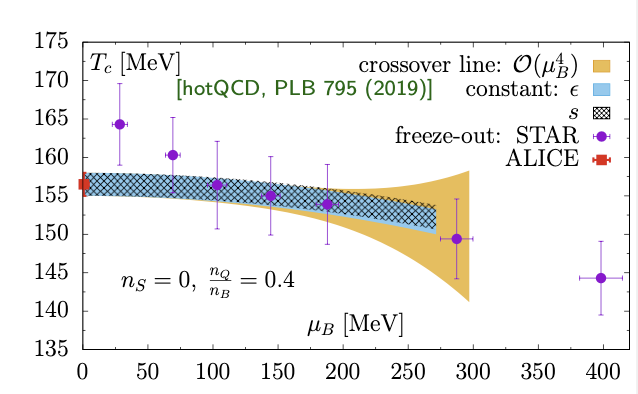 175
170
165
160
155
150
145
140
135
T_c [MeV]
[hotQCD, PLB 795 (2019)]
crossover line: 𝒪(μ_B^4)
constant: ϵ
s
freeze-out: STAR
ALICE
n_S = 0, n_Q/n_B = 0.4
μ_B [MeV]
0 50 100 150 200 250 300 350 400